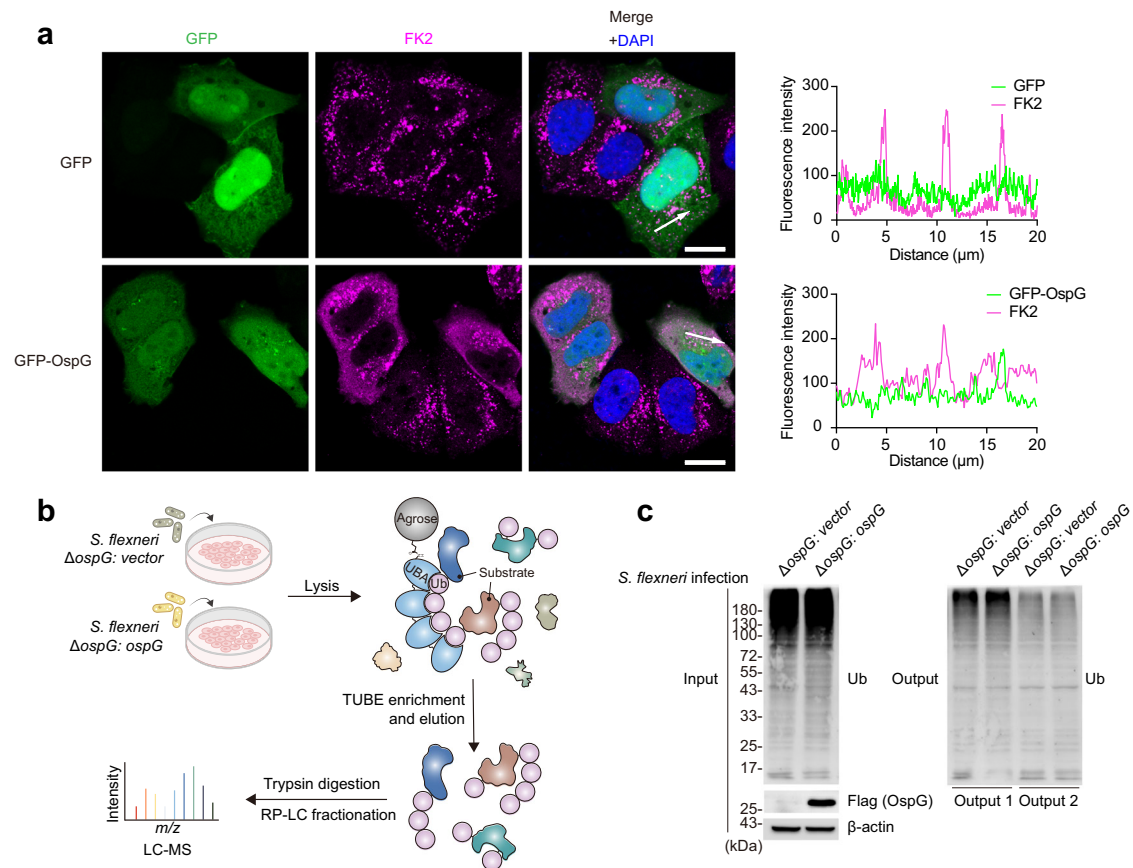 a
GFP
FK2
Merge
+DAPI
GFP
GFP-OspG
Fluorescence intensity
300
200
100
0
GFP
FK2
0 5 10 15 20
Distance (µm)
Fluorescence intensity
300
200
100
0
GFP-OspG
FK2
0 5 10 15 20
Distance (µm)
b
S. flexneri
ΔospG: vector
S. flexneri
ΔospG: ospG
Lysis
Agrose
UBA
Ub
Substrate
TUBE enrichment
and elution
Trypsin digestion
RP-LC fractionation
Intensity
m/z
LC-MS
c
ΔospG: vector
ΔospG: ospG
S. flexneri infection
Input
180-
130-
100-
72-
55-
43-
33-
25-
17-
25-
43-
(kDa)
Ub
Flag (OspG)
β-actin
ΔospG: vector
ΔospG: ospG
ΔospG: vector
ΔospG: ospG
Output
Ub
Output 1 Output 2